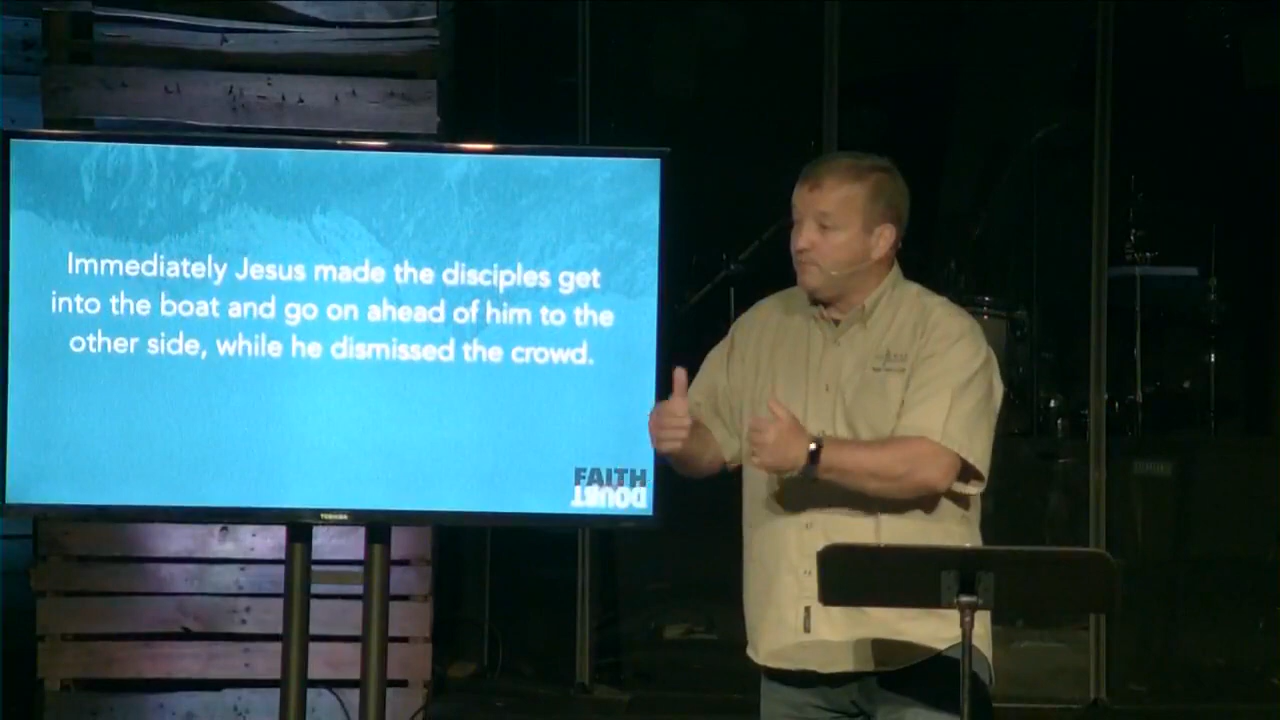 Immediately Jesus made the disciples get
into the boat and go on ahead of him to the
other side, while he dismissed the crowd.
FAITH
DOUBT
TOSHIBA